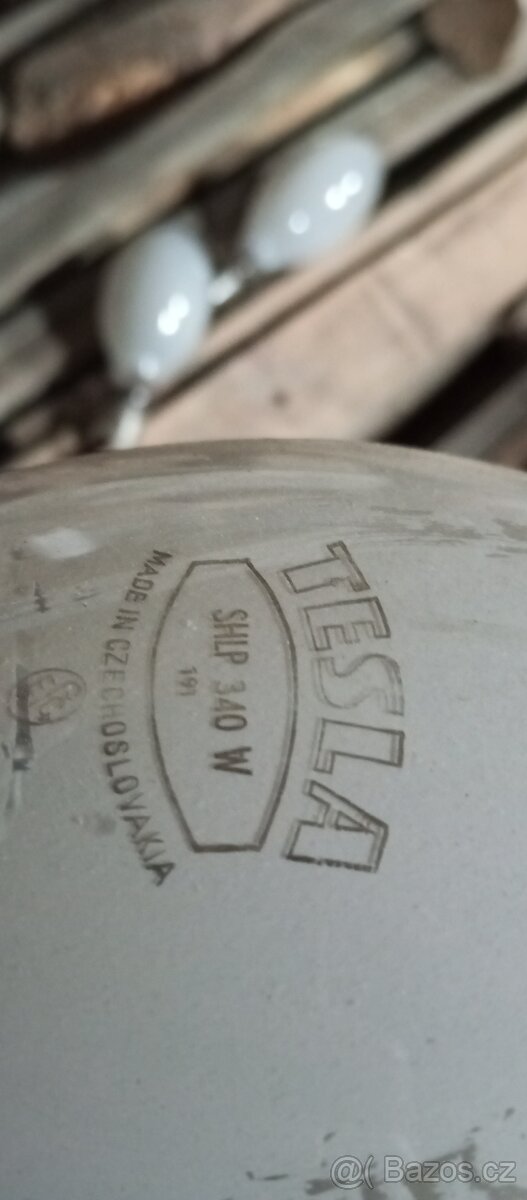 TESLA
SHLP 340 W
191
MADE IN CZECHOSLOVAKIA
@( Bazos.cz